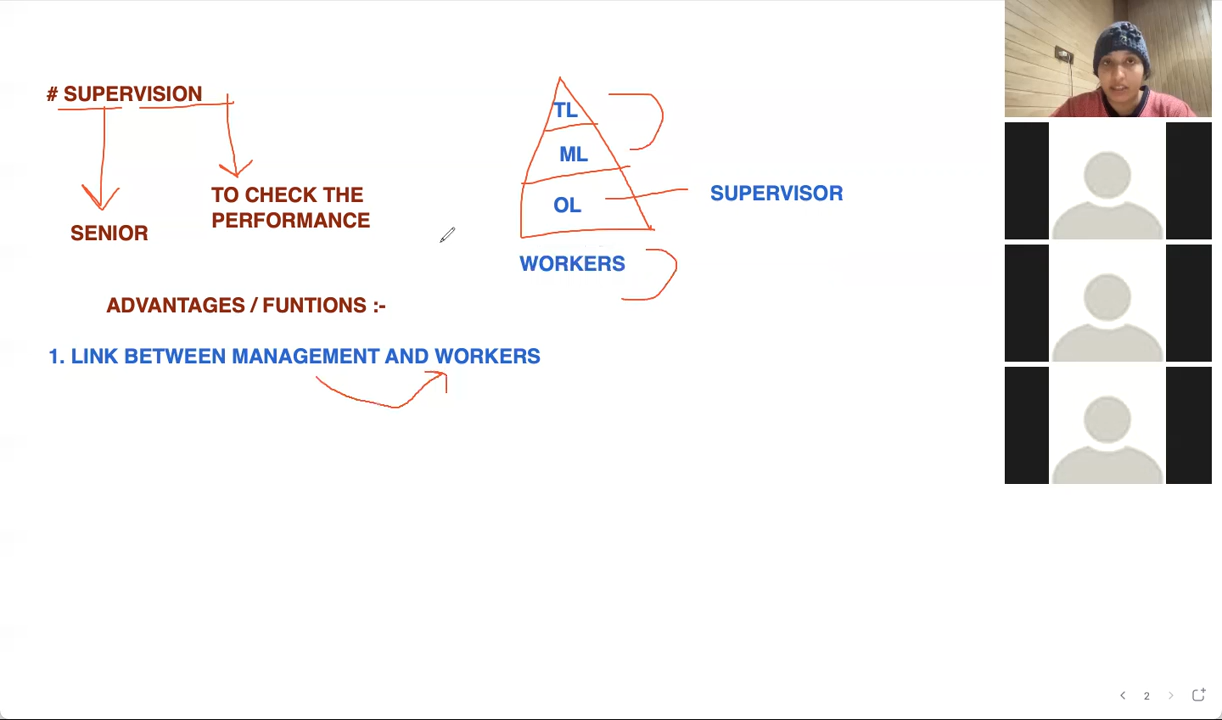 # SUPERVISION
SENIOR
TO CHECK THE
PERFORMANCE
TL
ML
OL
SUPERVISOR
WORKERS
ADVANTAGES / FUNTIONS :-
1. LINK BETWEEN MANAGEMENT AND WORKERS
2